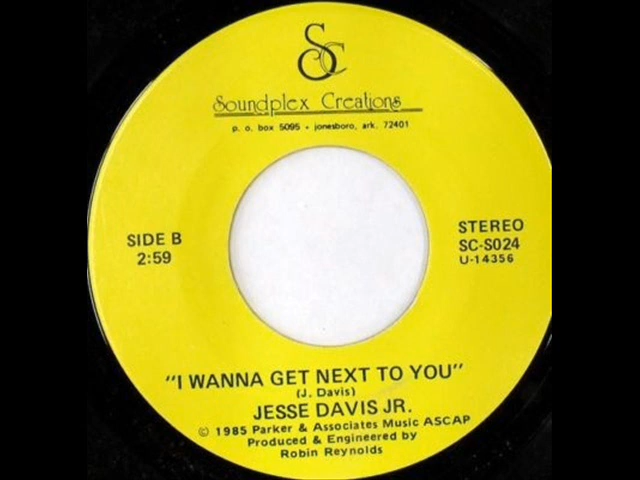 SC
Soundplex Creations
p. o. box 5095 - jonesboro, ark. 72401
SIDE B
2:59
STEREO
SC-S024
U-14356
"I WANNA GET NEXT TO YOU"
(J. Davis)
JESSE DAVIS JR.
© 1985 Parker & Associates Music ASCAP
Produced & Engineered by
Robin Reynolds